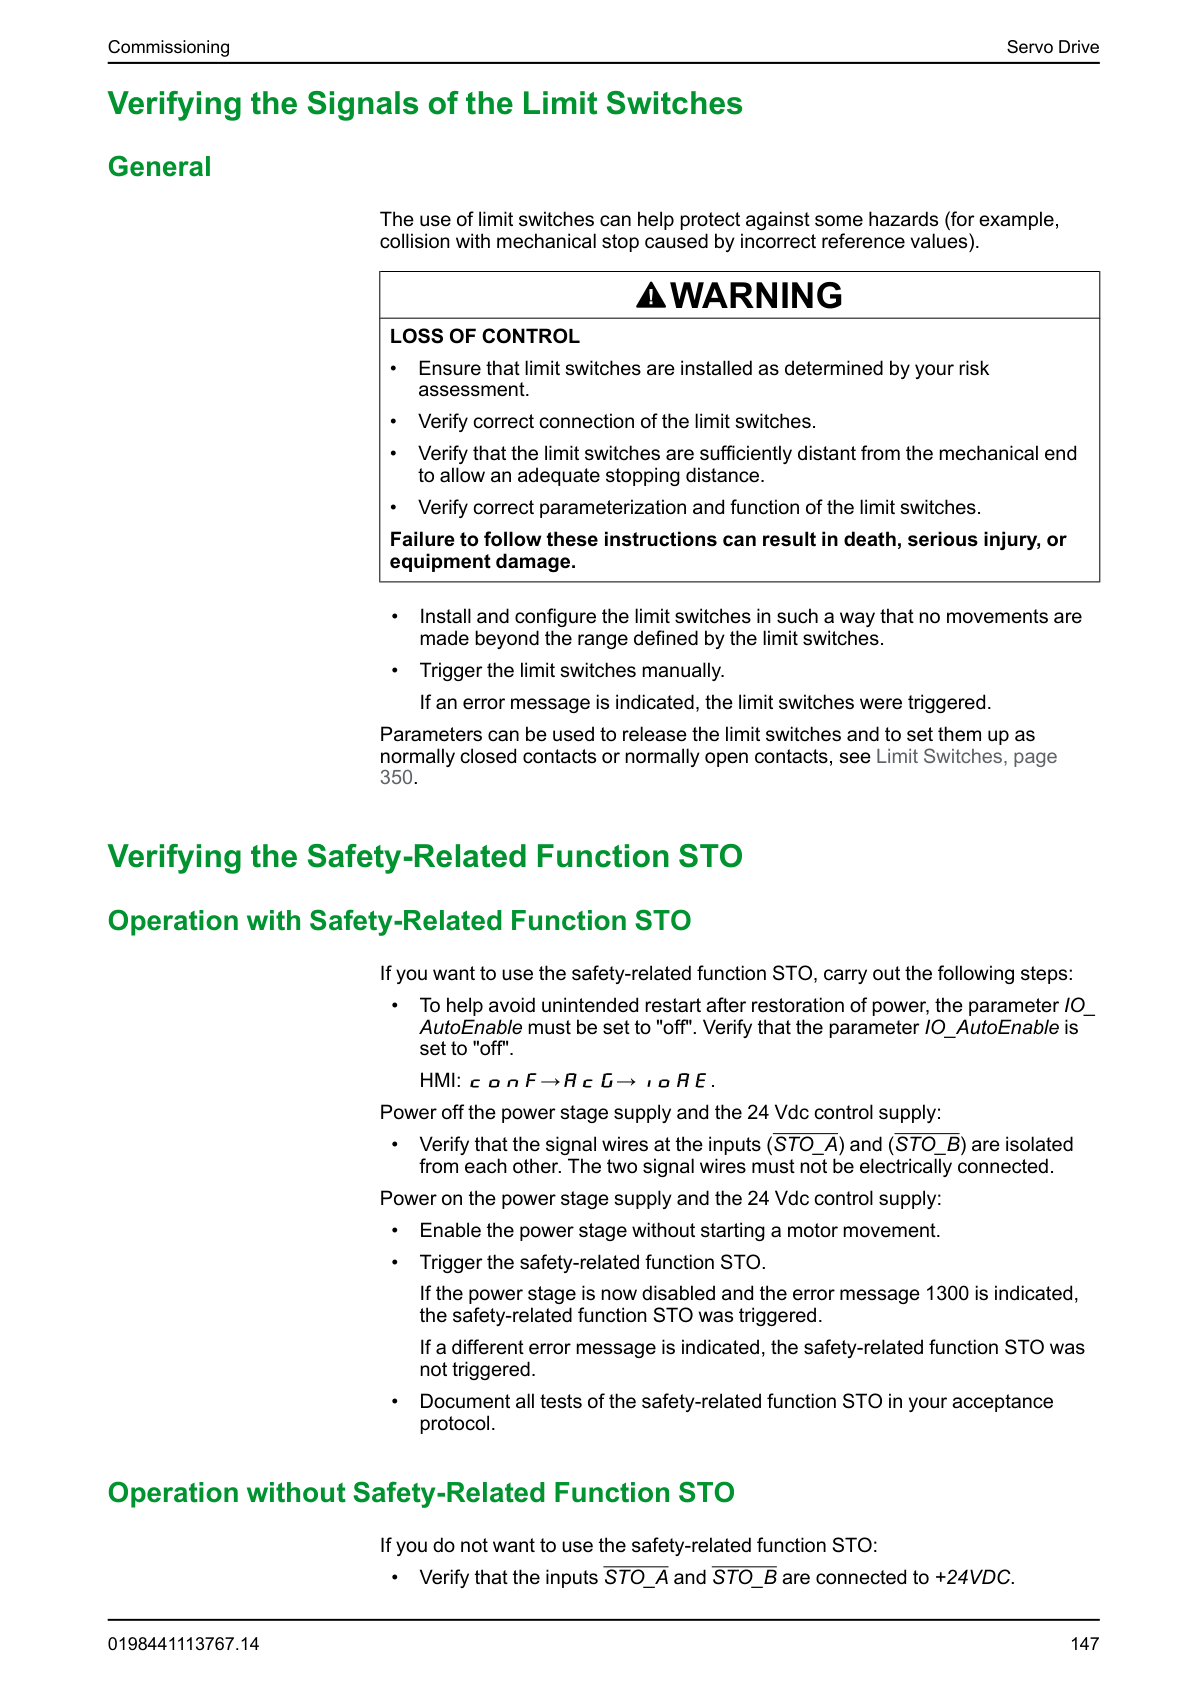 Commissioning
Servo Drive
Verifying the Signals of the Limit Switches
General
The use of limit switches can help protect against some hazards (for example,
collision with mechanical stop caused by incorrect reference values).
WARNING
LOSS OF CONTROL
• Ensure that limit switches are installed as determined by your risk
assessment.
• Verify correct connection of the limit switches.
• Verify that the limit switches are sufficiently distant from the mechanical end
to allow an adequate stopping distance.
• Verify correct parameterization and function of the limit switches.
Failure to follow these instructions can result in death, serious injury, or
equipment damage.
• Install and configure the limit switches in such a way that no movements are
made beyond the range defined by the limit switches.
• Trigger the limit switches manually.
If an error message is indicated, the limit switches were triggered.
Parameters can be used to release the limit switches and to set them up as
normally closed contacts or normally open contacts, see Limit Switches, page
350.
Verifying the Safety-Related Function STO
Operation with Safety-Related Function STO
If you want to use the safety-related function STO, carry out the following steps:
• To help avoid unintended restart after restoration of power, the parameter IO_
AutoEnable must be set to "off". Verify that the parameter IO_AutoEnable is
set to "off".
HMI: conF→AcG→ioAE.
Power off the power stage supply and the 24 Vdc control supply:
• Verify that the signal wires at the inputs (STO_A) and (STO_B) are isolated
from each other. The two signal wires must not be electrically connected.
Power on the power stage supply and the 24 Vdc control supply:
• Enable the power stage without starting a motor movement.
• Trigger the safety-related function STO.
If the power stage is now disabled and the error message 1300 is indicated,
the safety-related function STO was triggered.
If a different error message is indicated, the safety-related function STO was
not triggered.
• Document all tests of the safety-related function STO in your acceptance
protocol.
Operation without Safety-Related Function STO
If you do not want to use the safety-related function STO:
• Verify that the inputs STO_A and STO_B are connected to +24VDC.
0198441113767.14
147